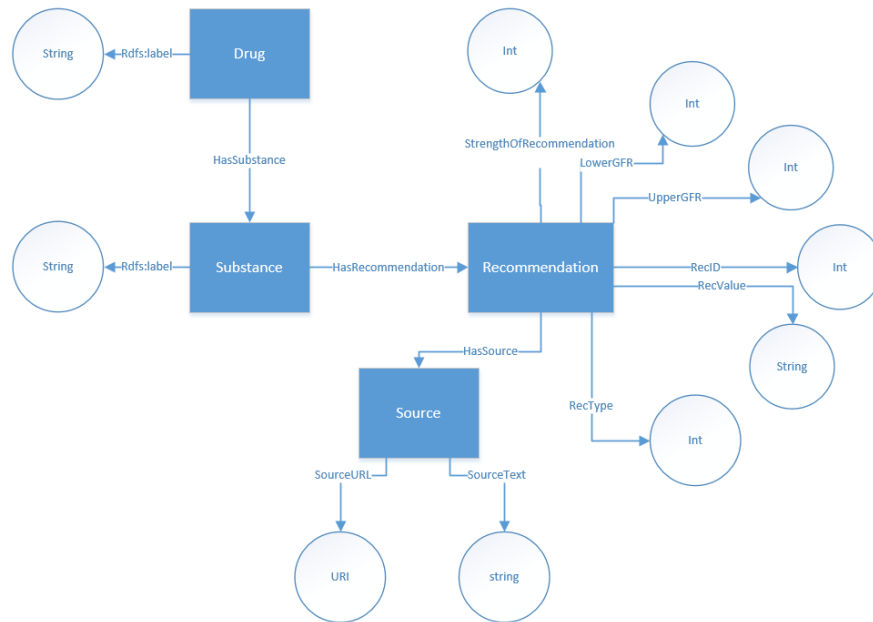 String
Rdfs:label
Drug
Int
Int
HasSubstance
StrengthOfRecommendation
LowerGFR
Int
UpperGFR
String
Rdfs:label
Substance
HasRecommendation
Recommendation
RecID
Int
RecValue
HasSource
String
Source
RecType
Int
SourceURL
SourceText
URI
string